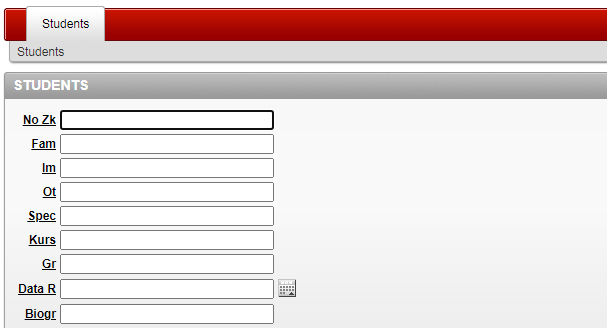 Students
Students
STUDENTS
No Zk
Fam
Im
Ot
Spec
Kurs
Gr
Data R
Biogr